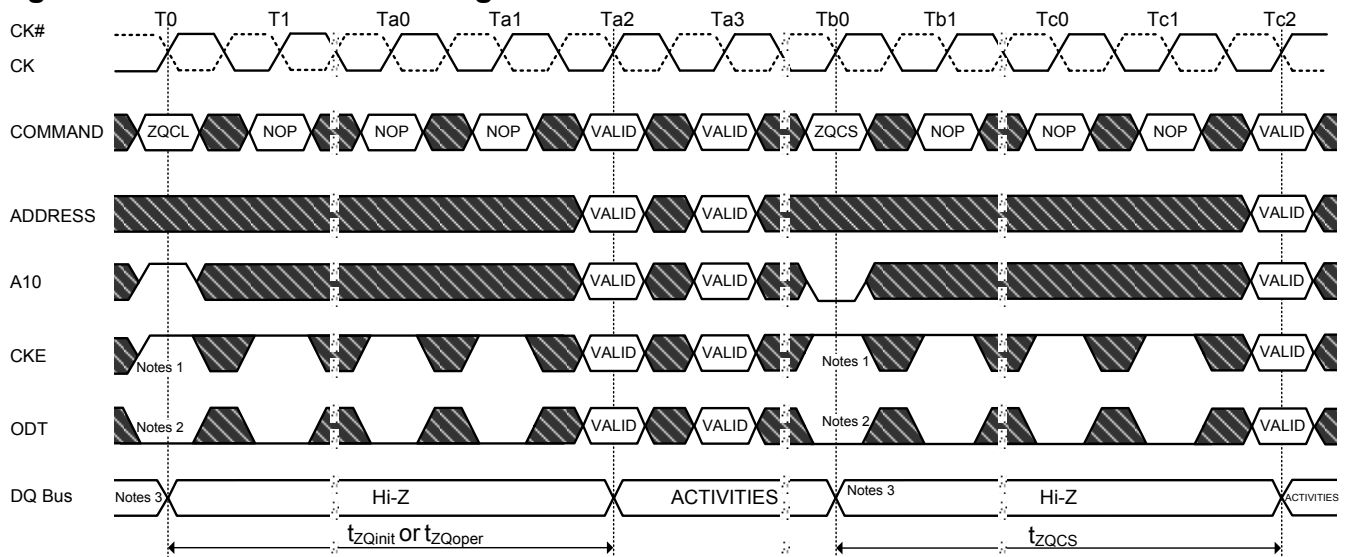 T0 T1 Ta0 Ta1 Ta2 Ta3 Tb0 Tb1 Tc0 Tc1 Tc2
CK#
CK
COMMAND ZQCL NOP NOP NOP VALID VALID ZQCS NOP NOP NOP VALID
ADDRESS VALID VALID VALID
A10 VALID VALID VALID
CKE Notes 1 VALID VALID Notes 1 VALID
ODT Notes 2 VALID VALID Notes 2 VALID
DQ Bus Notes 3 Hi-Z ACTIVITIES Notes 3 Hi-Z ACTIVITIES
tZQinit or tZQoper tZQCS